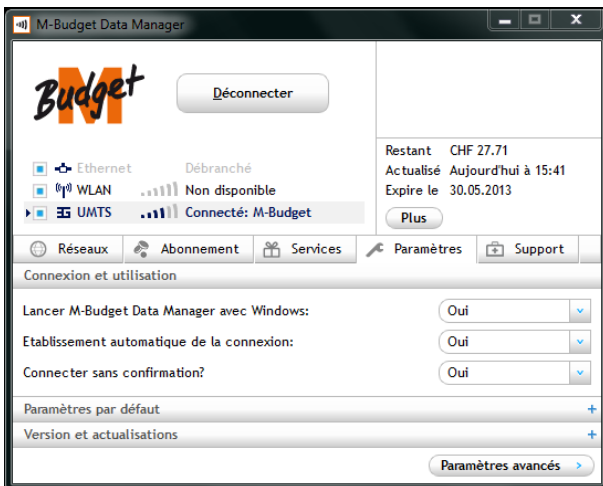 M-Budget Data Manager
M Budget
Déconnecter
Ethernet Débranché
WLAN Non disponible
3G UMTS Connecté: M-Budget
Restant CHF 27.71
Actualisé Aujourd'hui à 15:41
Expire le 30.05.2013
Plus
Réseaux Abonnement Services Paramètres Support
Connexion et utilisation
Lancer M-Budget Data Manager avec Windows: Oui
Etablissement automatique de la connexion: Oui
Connecter sans confirmation? Oui
Paramètres par défaut +
Version et actualisations +
Paramètres avancés >